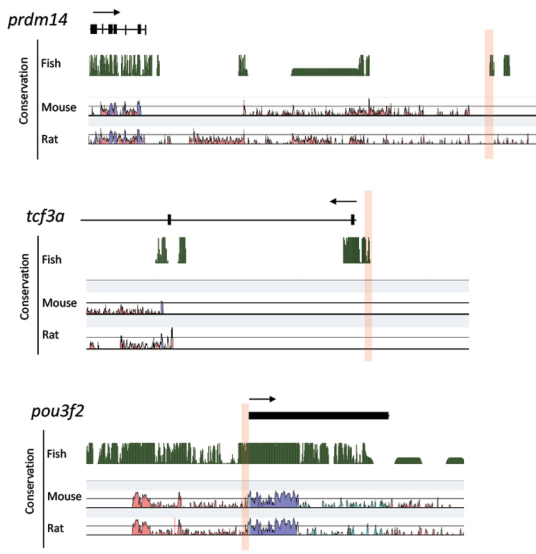 prdm14
Conservation
Fish
Mouse
Rat
tcf3a
Conservation
Fish
Mouse
Rat
pou3f2
Conservation
Fish
Mouse
Rat